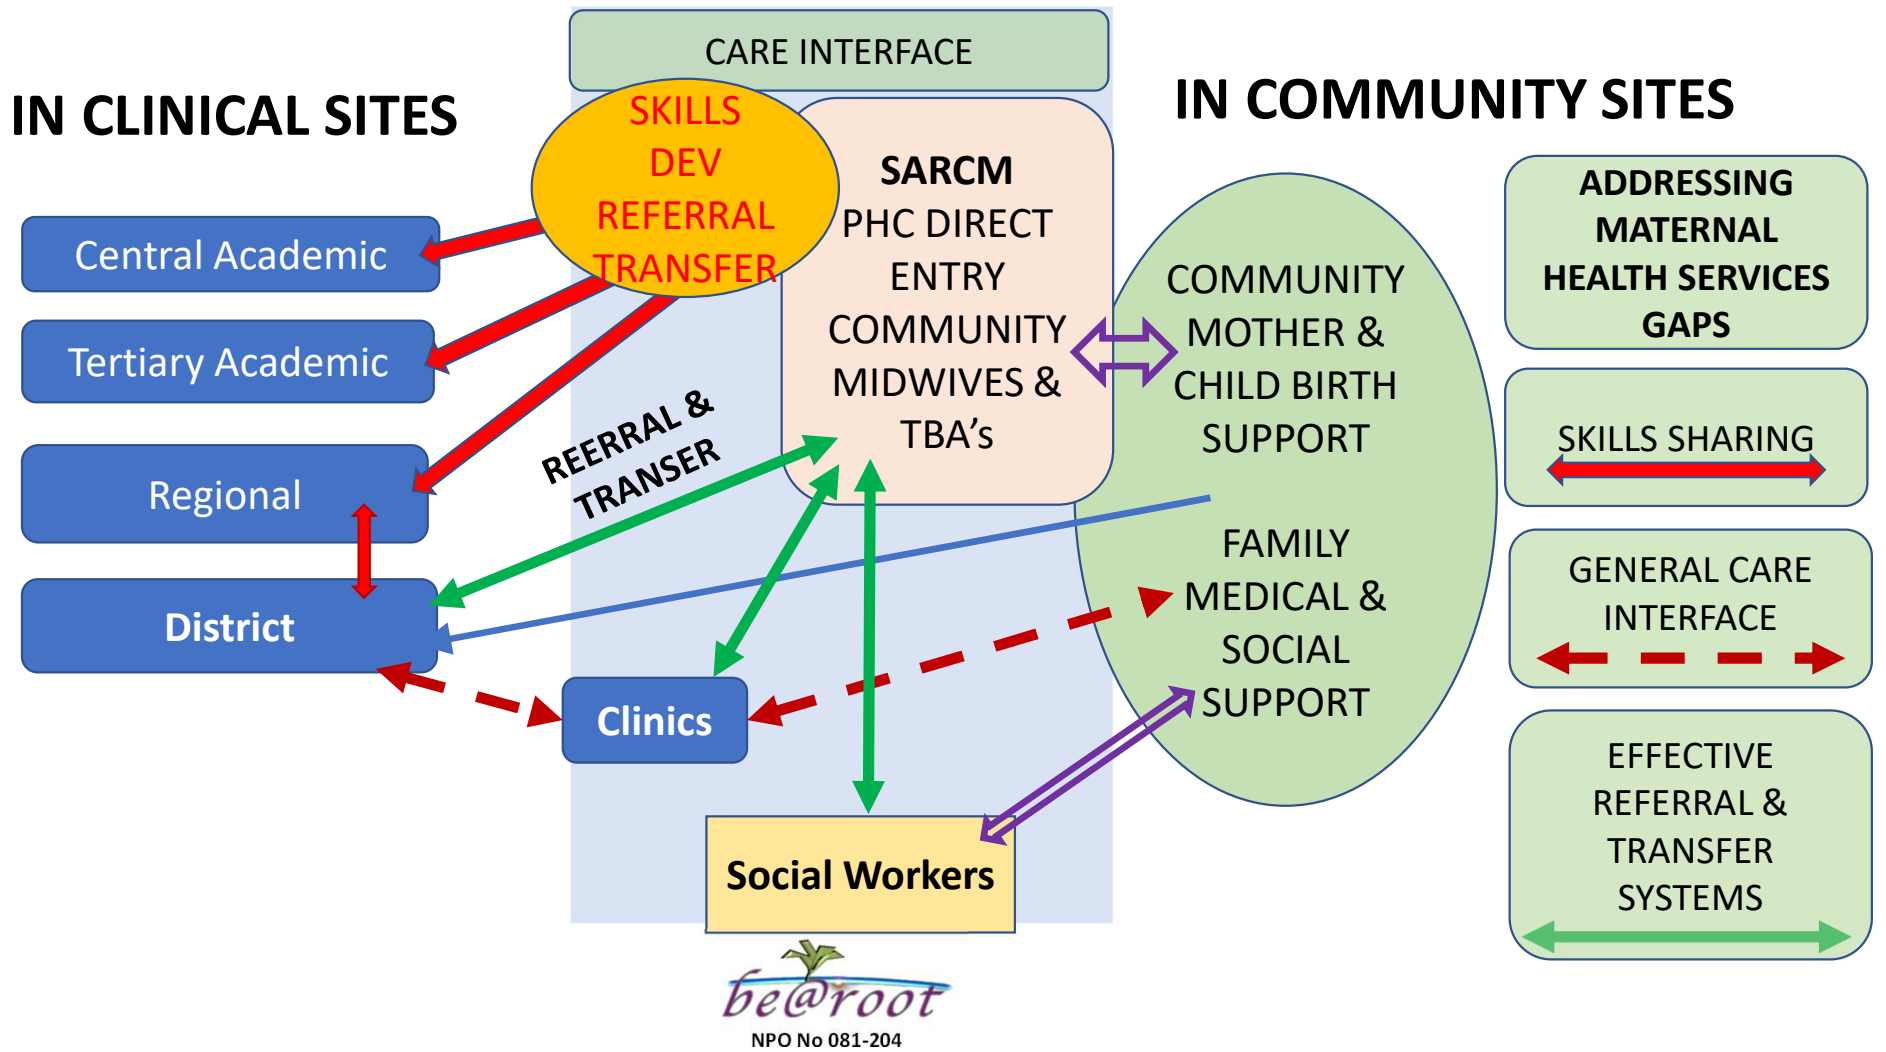 CARE INTERFACE
IN CLINICAL SITES
IN COMMUNITY SITES
SKILLS
DEV
REFERRAL
TRANSFER
SARCM
PHC DIRECT
ENTRY
COMMUNITY
MIDWIVES &
TBA's
Central Academic
Tertiary Academic
Regional
District
REERRAL &
TRANSER
Clinics
Social Workers
COMMUNITY
MOTHER &
CHILD BIRTH
SUPPORT
FAMILY
MEDICAL &
SOCIAL
SUPPORT
ADDRESSING
MATERNAL
HEALTH SERVICES
GAPS
SKILLS SHARING
GENERAL CARE
INTERFACE
EFFECTIVE
REFERRAL &
TRANSFER
SYSTEMS
be@root
NPO No 081-204